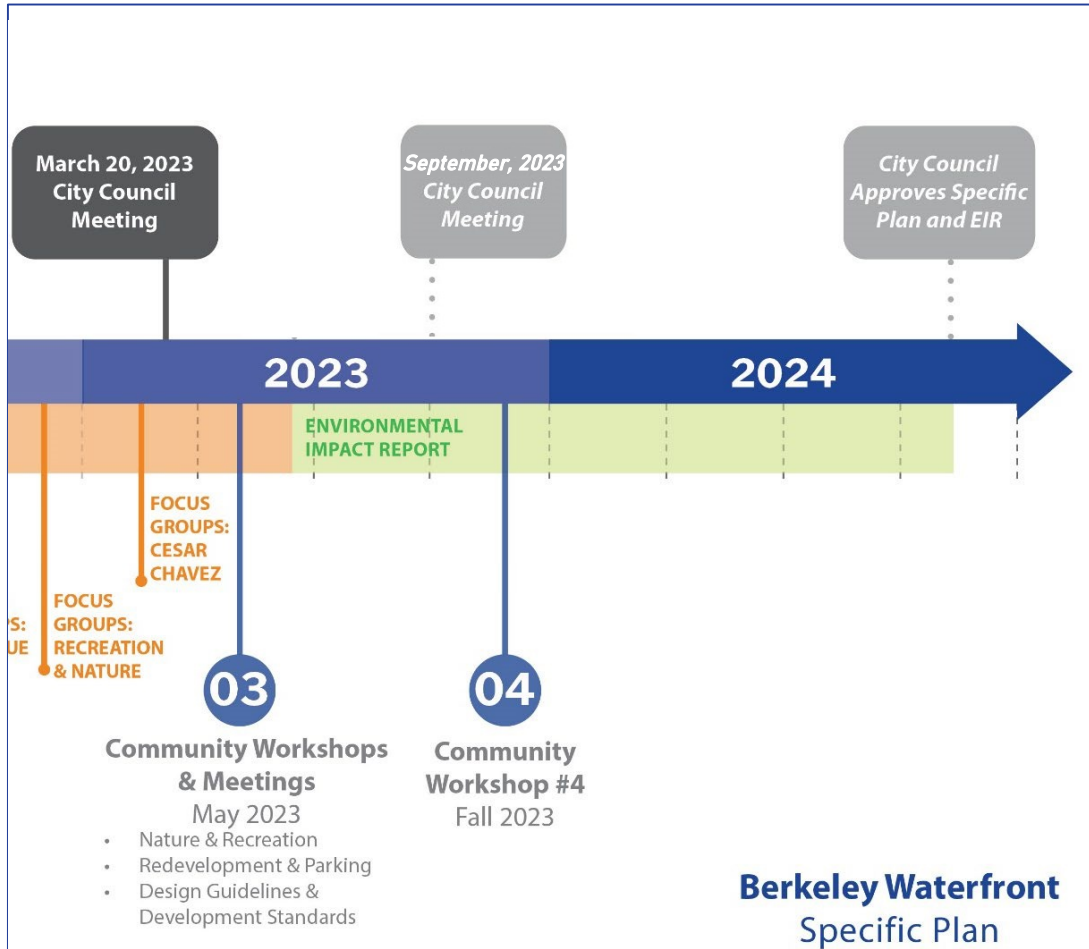 March 20, 2023
City Council
Meeting
September, 2023
City Council
Meeting
City Council
Approves Specific
Plan and EIR
2023
2024
ENVIRONMENTAL
IMPACT REPORT
FOCUS
GROUPS:
CESAR
CHAVEZ
FOCUS
GROUPS:
RECREATION
& NATURE
03
Community Workshops
& Meetings
May 2023
• Nature & Recreation
• Redevelopment & Parking
• Design Guidelines &
Development Standards
04
Community
Workshop #4
Fall 2023
Berkeley Waterfront
Specific Plan